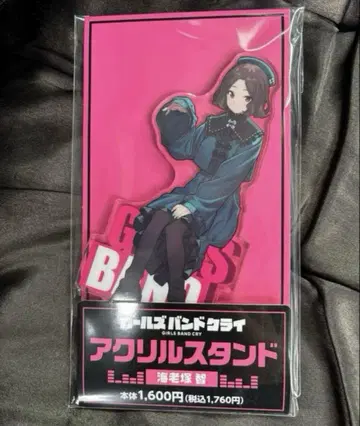 GIRLS
BAND
ガールズバンドクライ
GIRLS BAND CRY
アクリルスタンド
海老塚 智
本体1,600円(税込1,760円)